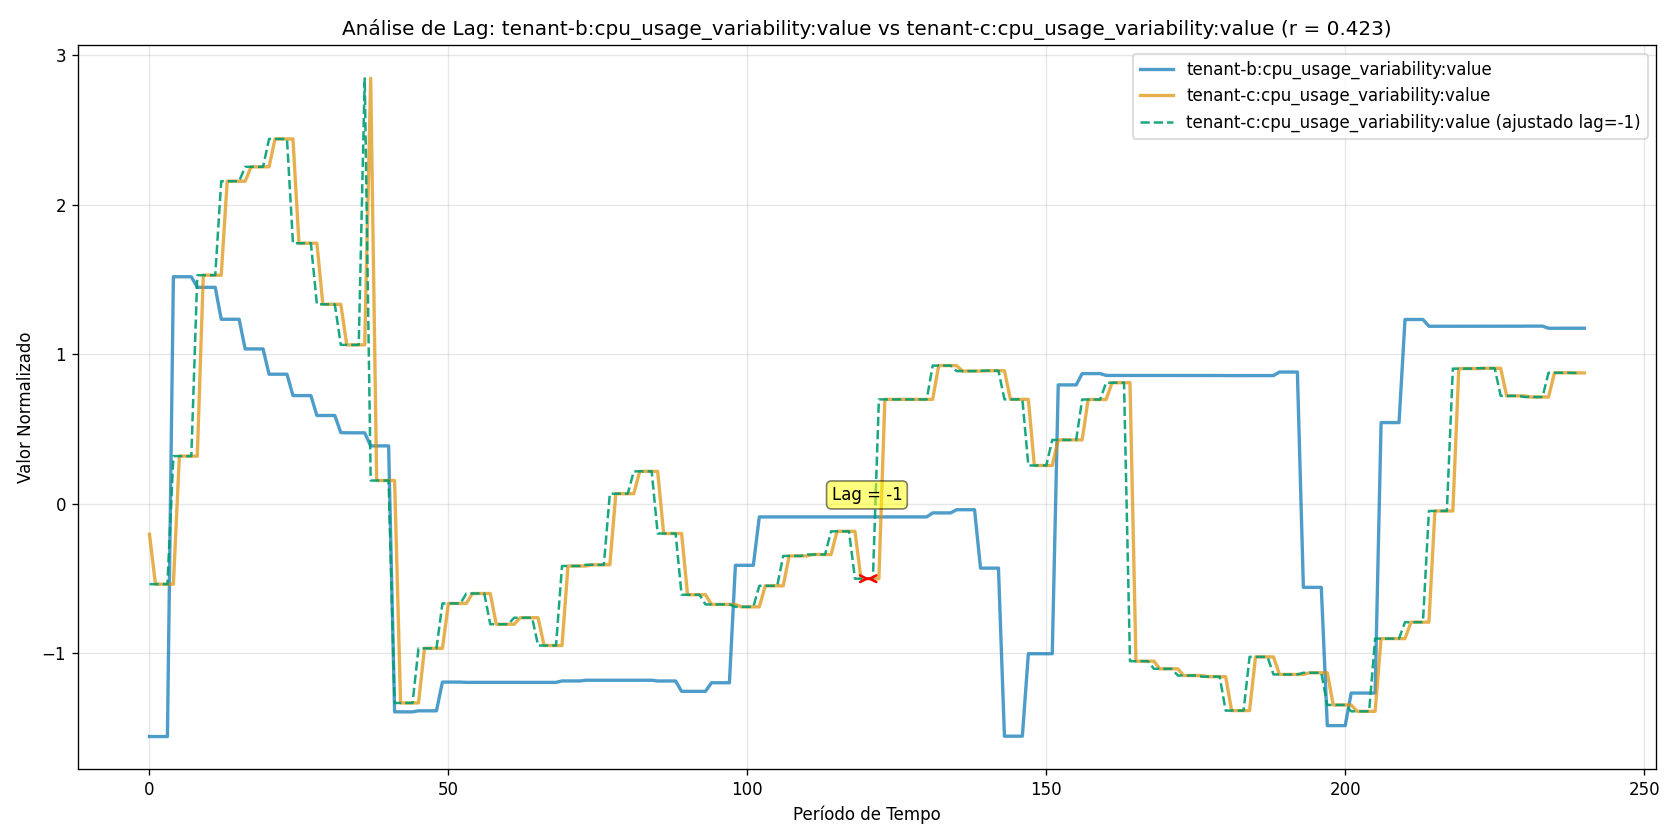 Análise de Lag: tenant-b:cpu_usage_variability:value vs tenant-c:cpu_usage_variability:value (r = 0.423)
tenant-b:cpu_usage_variability:value
tenant-c:cpu_usage_variability:value
tenant-c:cpu_usage_variability:value (ajustado lag=-1)
Valor Normalizado
3
2
1
0
−1
Lag = -1
0
50
100
150
200
250
Período de Tempo